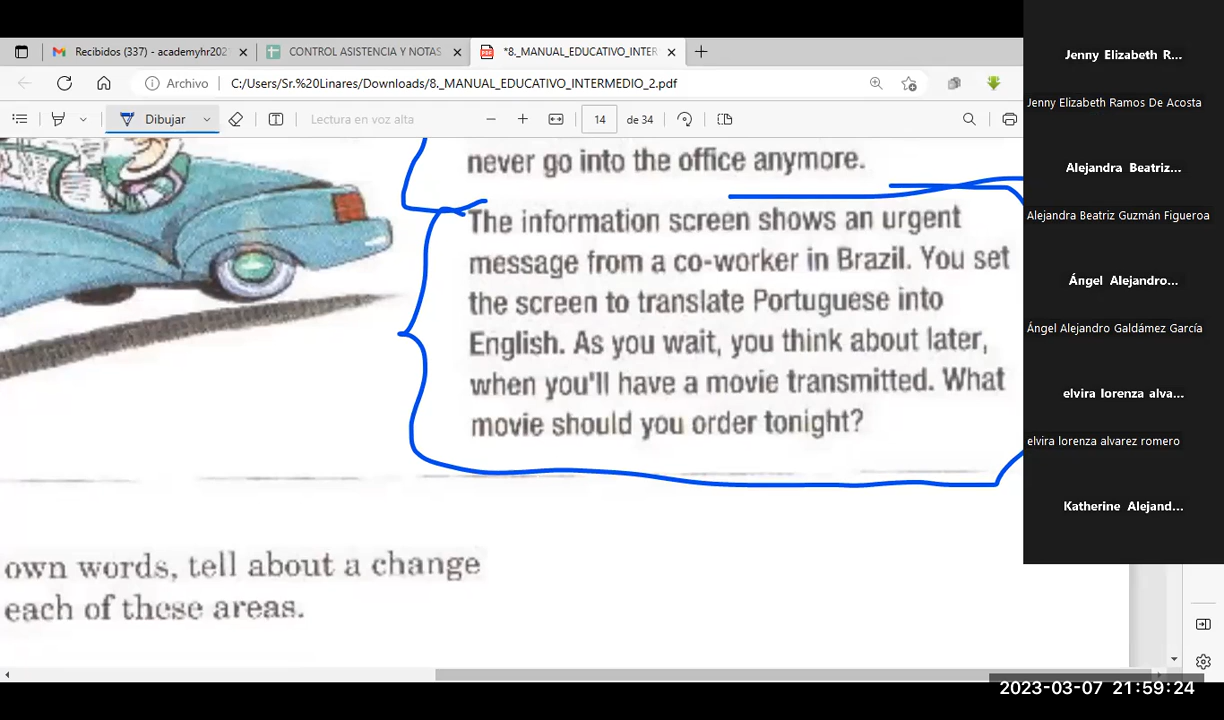 Recibidos (337) - academyhr202
CONTROL ASISTENCIA Y NOTAS
*8._MANUAL_EDUCATIVO_INTER
Archivo
C:/Users/Sr.%20Linares/Downloads/8._MANUAL_EDUCATIVO_INTERMEDIO_2.pdf
Dibujar
Lectura en voz alta
14
de 34
never go into the office anymore.
The information screen shows an urgent
message from a co-worker in Brazil. You set
the screen to translate Portuguese into
English. As you wait, you think about later,
when you'll have a movie transmitted. What
movie should you order tonight?
own words, tell about a change
each of these areas.
Jenny Elizabeth R...
Jenny Elizabeth Ramos De Acosta
Alejandra Beatriz...
Alejandra Beatriz Guzmán Figueroa
Ángel Alejandro...
Ángel Alejandro Galdámez García
elvira lorenza alva...
elvira lorenza alvarez romero
Katherine Alejand...
2023-03-07 21:59:24